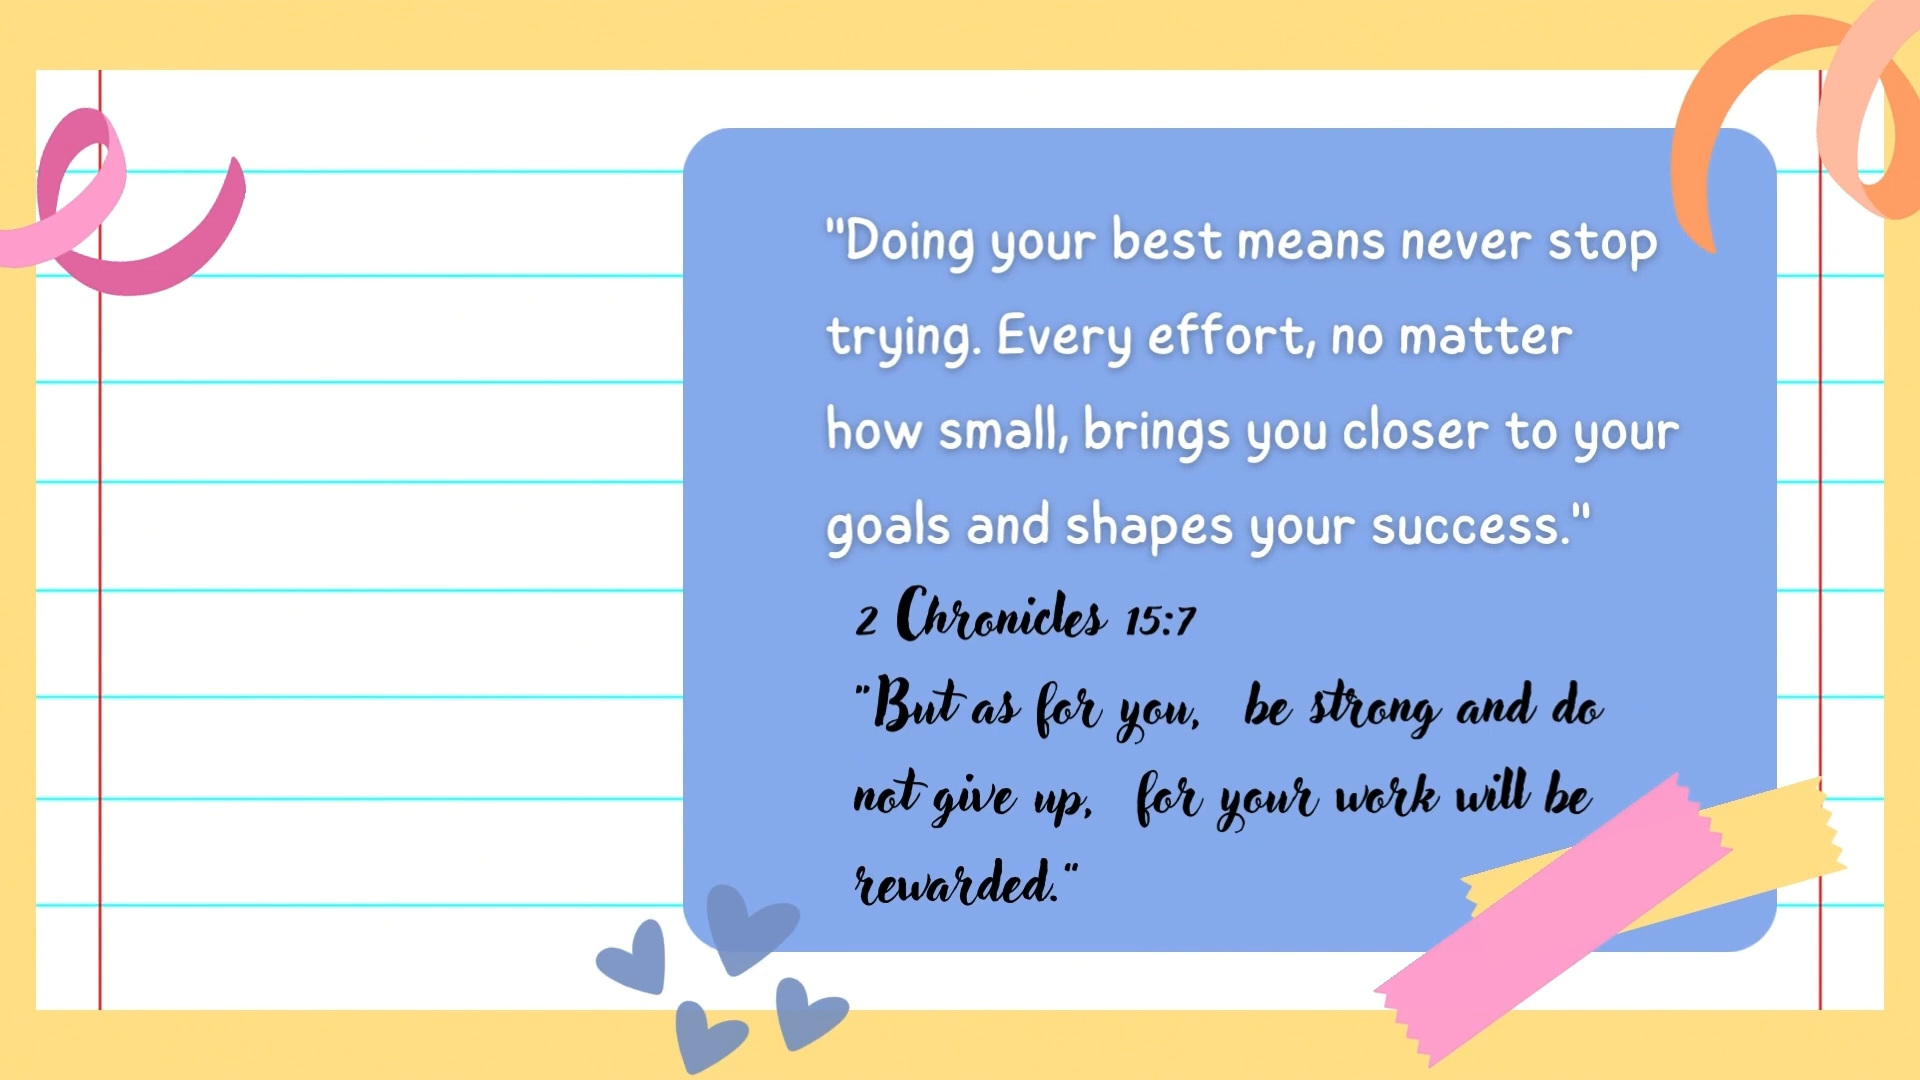 "Doing your best means never stop
trying. Every effort, no matter
how small, brings you closer to your
goals and shapes your success."
2 Chronicles 15:7
"But as for you, be strong and do
not give up, for your work will be
rewarded."